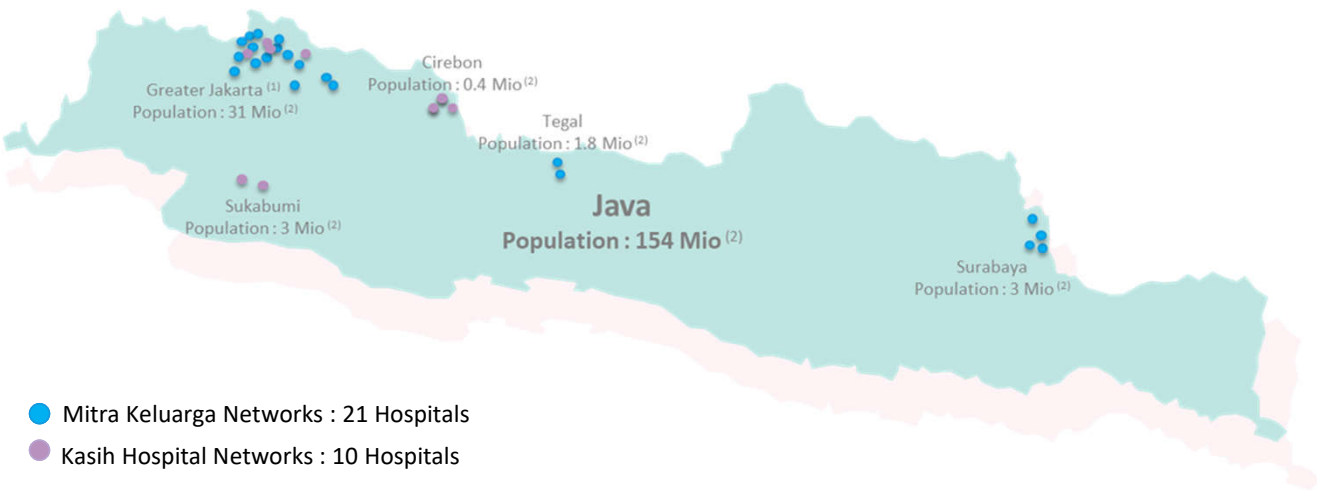 Cirebon
Population : 0.4 Mio (2)
Greater Jakarta (1)
Population : 31 Mio (2)
Tegal
Population : 1.8 Mio (2)
Sukabumi
Population : 3 Mio (2)
Java
Population : 154 Mio (2)
Surabaya
Population : 3 Mio (2)
Mitra Keluarga Networks : 21 Hospitals
Kasih Hospital Networks : 10 Hospitals